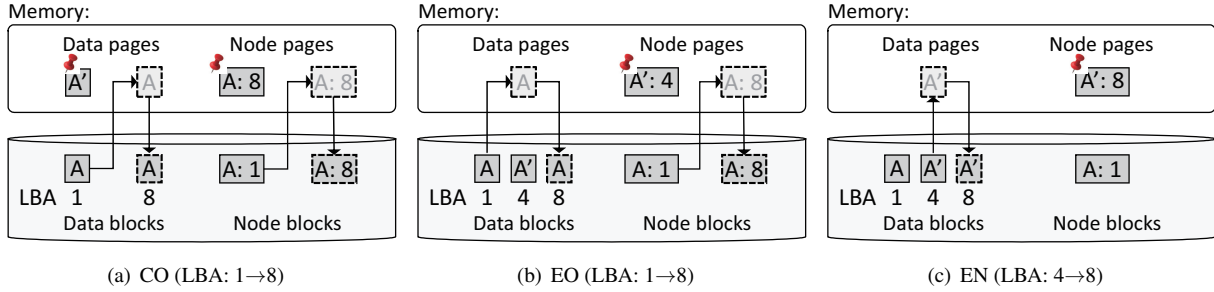 Memory:
Data pages Node pages
A' A A: 8 A: 8
A A A: 1 A: 8
LBA 1 8
Data blocks Node blocks
(a) CO (LBA: 1→8)
Memory:
Data pages Node pages
A A': 4 A: 8
A A' A A: 1 A: 8
LBA 1 4 8
Data blocks Node blocks
(b) EO (LBA: 1→8)
Memory:
Data pages Node pages
A' A': 8
A A' A' A: 1
LBA 1 4 8
Data blocks Node blocks
(c) EN (LBA: 4→8)